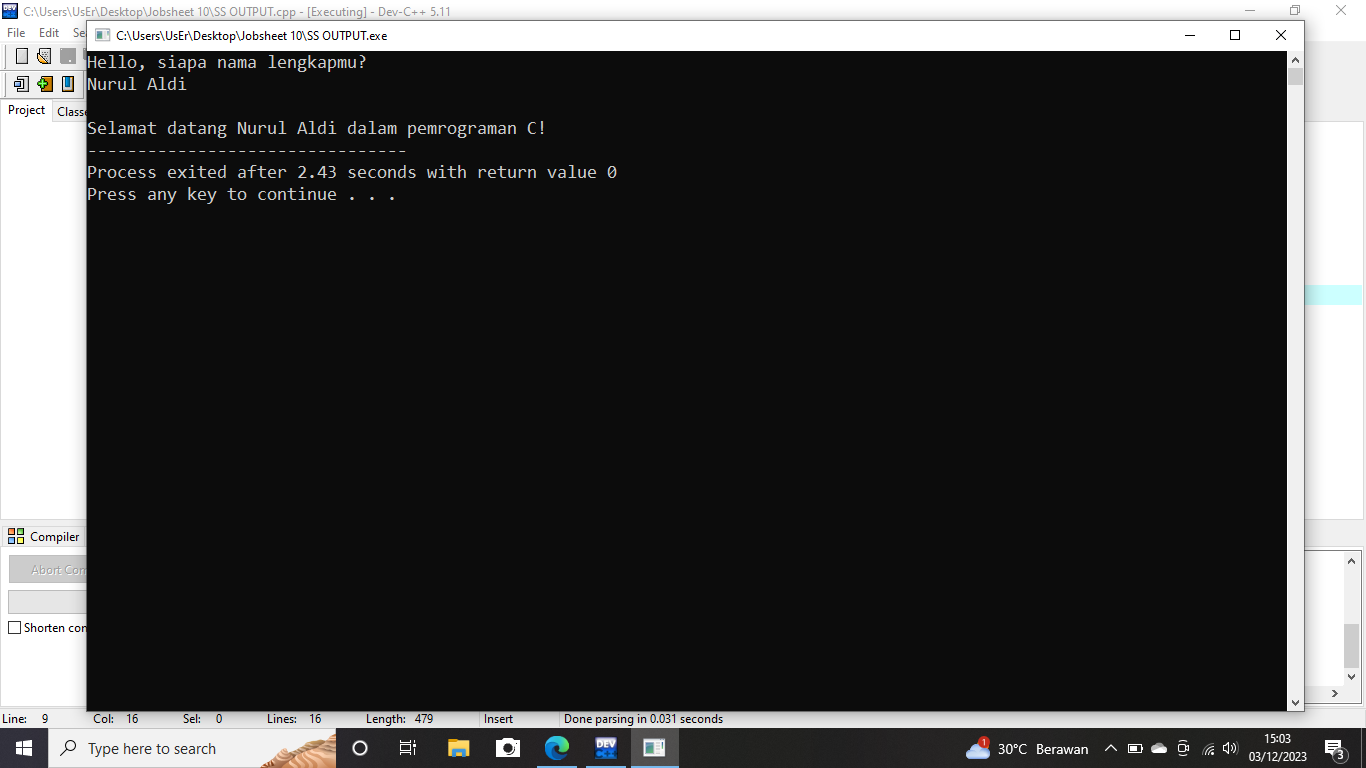 C:\Users\UsEr\Desktop\Jobsheet 10\SS OUTPUT.cpp - [Executing] - Dev-C++ 5.11
File Edit Se
C:\Users\UsEr\Desktop\Jobsheet 10\SS OUTPUT.exe
Hello, siapa nama lengkapmu?
Nurul Aldi
Selamat datang Nurul Aldi dalam pemrograman C!
--------------------------------
Process exited after 2.43 seconds with return value 0
Press any key to continue . . .
Project Classe
Compiler
Abort Com
Shorten con
Line: 9 Col: 16 Sel: 0 Lines: 16 Length: 479 Insert Done parsing in 0.031 seconds
Type here to search
DEV
1
30°C Berawan
15:03
03/12/2023
3